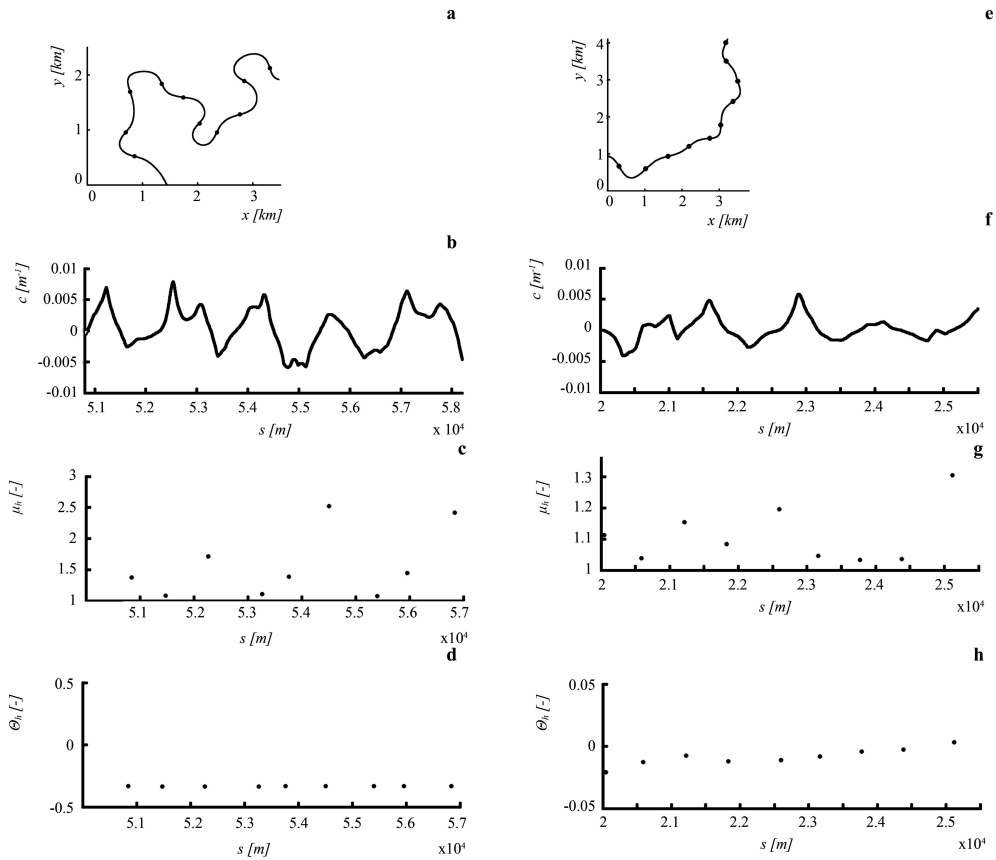 a
y [km]
2
1
0
0 1 2 3
x [km]
b
c [m-1]
0.01
0.005
0
-0.005
-0.01
5.1 5.2 5.3 5.4 5.5 5.6 5.7 5.8
s [m]
x 10⁴
c
μh [-]
3
2.5
2
1.5
1
5.1 5.2 5.3 5.4 5.5 5.6 5.7
s [m]
x10⁴
d
Θh [-]
0.5
0
-0.5
5.1 5.2 5.3 5.4 5.5 5.6 5.7
s [m]
x 10⁴
e
y [km]
4
3
2
1
0
0 1 2 3
x [km]
f
c [m-1]
0.01
0.005
0
-0.005
-0.01
2 2.1 2.2 2.3 2.4 2.5
s [m]
x10⁴
g
μh [-]
1.3
1.2
1.1
1
2 2.1 2.2 2.3 2.4 2.5
s [m]
x10⁴
h
Θh [-]
0.05
0
-0.05
2 2.1 2.2 2.3 2.4 2.5
s [m]
x10⁴